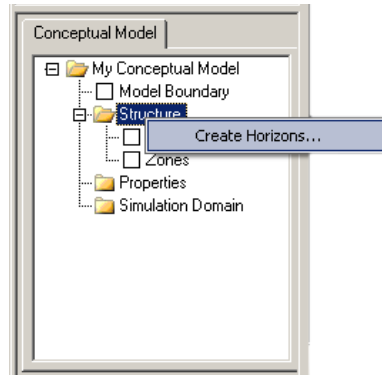 Conceptual Model
My Conceptual Model
Model Boundary
Structure
Create Horizons...
Zones
Properties
Simulation Domain